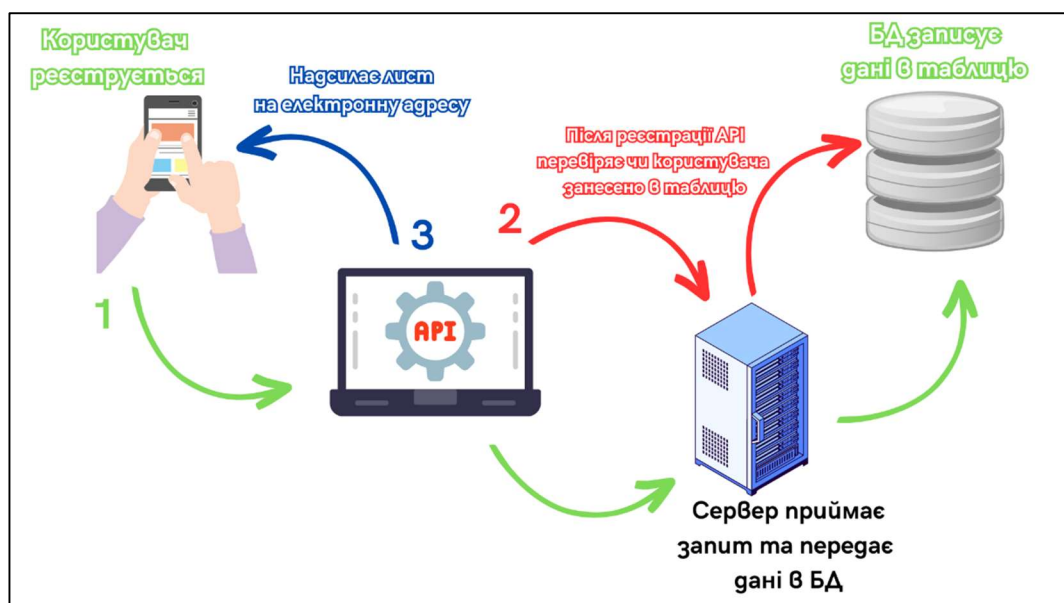 Користувач
реєструється
Надсилає лист
на електронну адресу
БД записує
дані в таблицю
Після реєстрації API
перевіряє чи користувача
занесено в таблицю
1
2
3
API
Сервер приймає
запит та передає
дані в БД